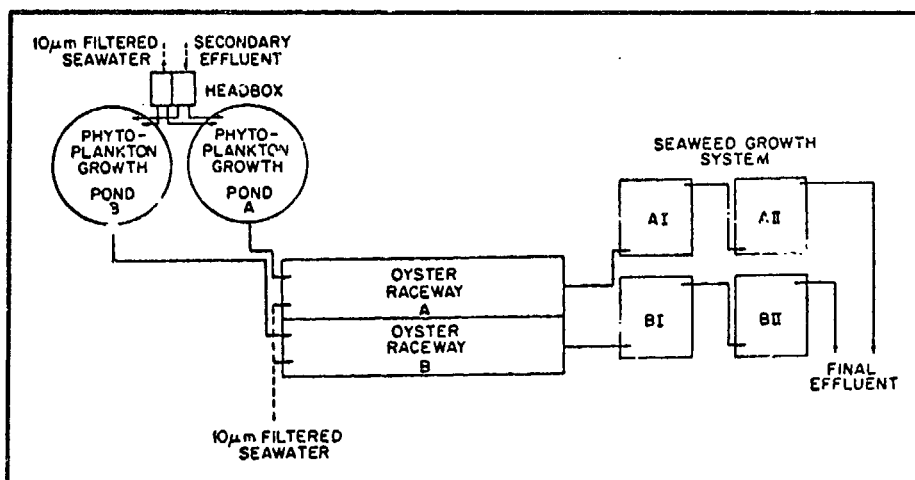 10µm FILTERED
SEAWATER
SECONDARY
EFFLUENT
HEADBOX
PHYTO-
PLANKTON
GROWTH
POND
B
PHYTO-
PLANKTON
GROWTH
POND
A
SEAWEED GROWTH
SYSTEM
AI
AII
OYSTER
RACEWAY
A
OYSTER
RACEWAY
B
BI
BII
FINAL
EFFLUENT
10µm FILTERED
SEAWATER